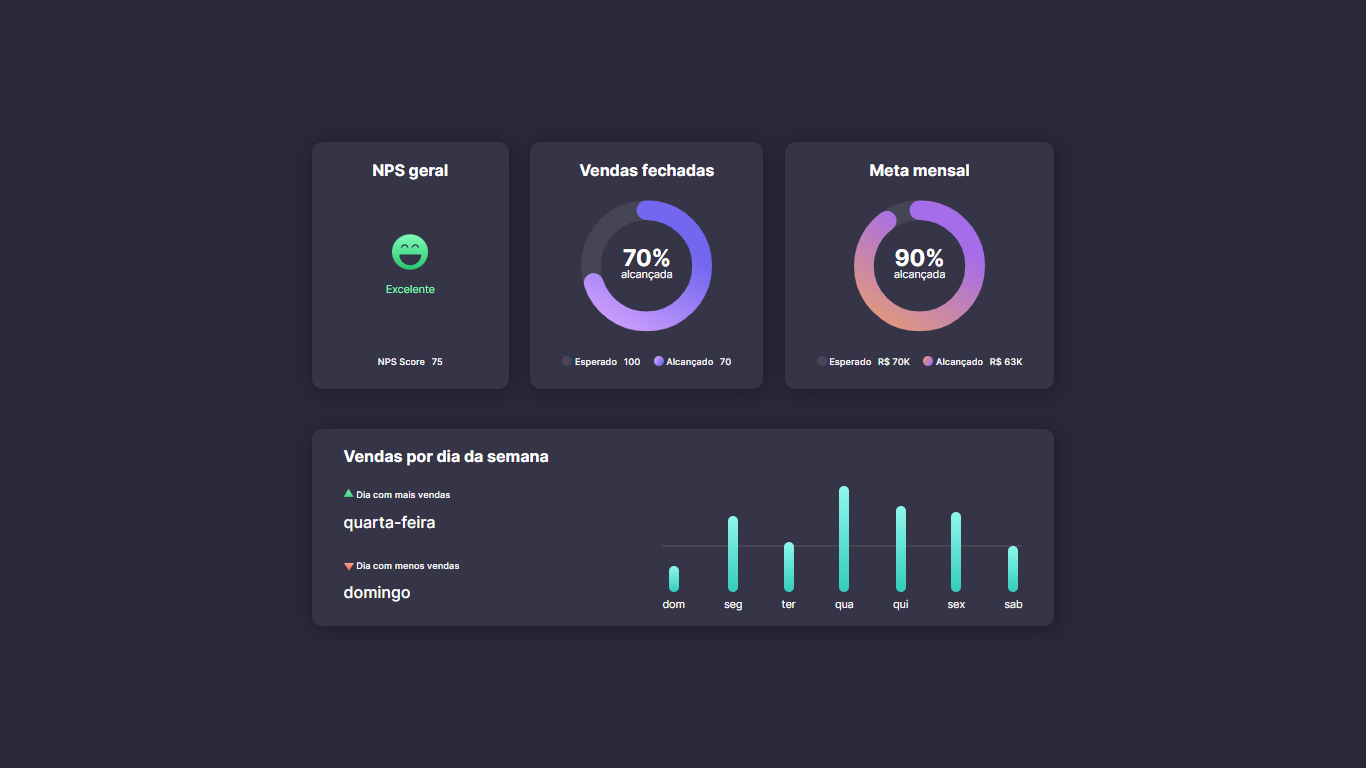 NPS geral
Excelente
NPS Score 75
Vendas fechadas
70%
alcançada
Esperado 100 Alcançado 70
Meta mensal
90%
alcançada
Esperado R$ 70K Alcançado R$ 63K
Vendas por dia da semana
Dia com mais vendas
quarta-feira
Dia com menos vendas
domingo
dom seg ter qua qui sex sab